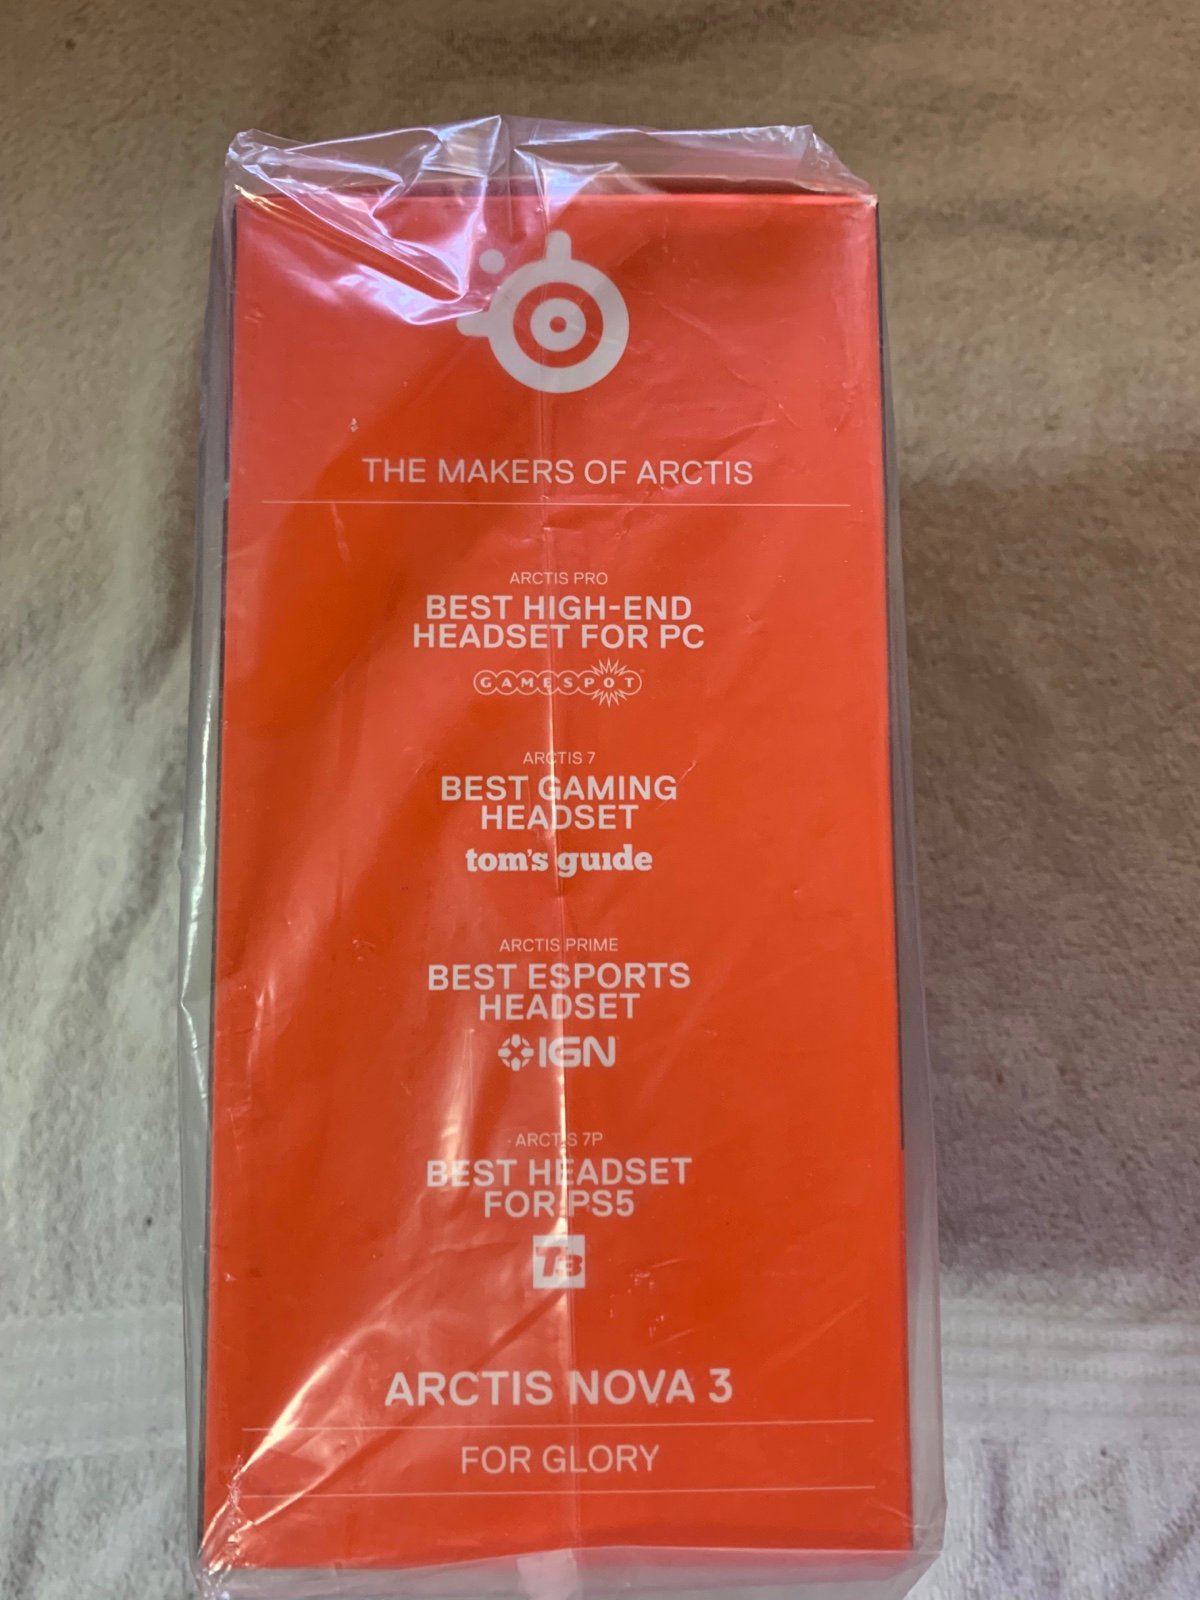 THE MAKERS OF ARCTIS
ARCTIS PRO
BEST HIGH-END
HEADSET FOR PC
GAMESPOT
ARCTIS 7
BEST GAMING
HEADSET
tom's guide
ARCTIS PRIME
BEST ESPORTS
HEADSET
IGN
ARCTIS 7P
BEST HEADSET
FOR PS5
T3
ARCTIS NOVA 3
FOR GLORY